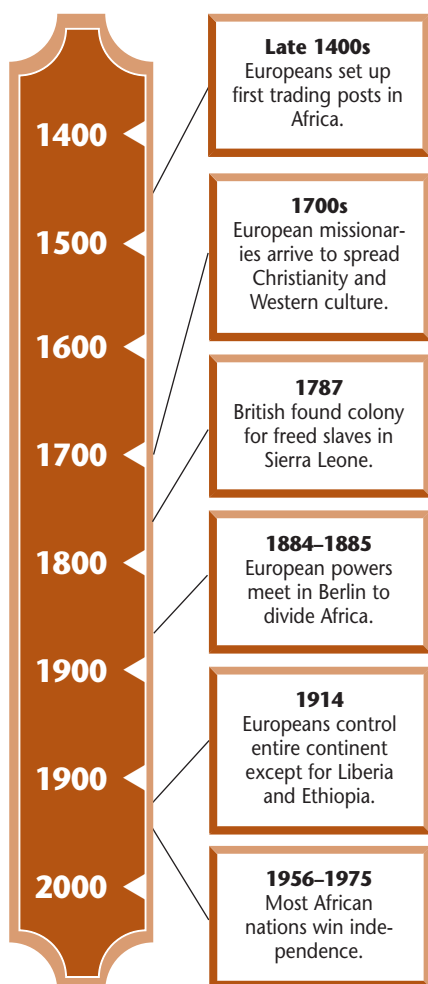 1400
1500
1600
1700
1800
1900
1900
2000
Late 1400s
Europeans set up
first trading posts in
Africa.
1700s
European missionar-
ies arrive to spread
Christianity and
Western culture.
1787
British found colony
for freed slaves in
Sierra Leone.
1884–1885
European powers
meet in Berlin to
divide Africa.
1914
Europeans control
entire continent
except for Liberia
and Ethiopia.
1956–1975
Most African
nations win inde-
pendence.